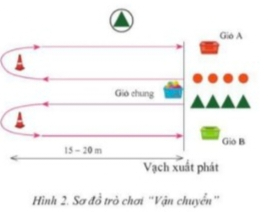 Giỏ A
Giỏ chung
Giỏ B
15 – 20 m
Vạch xuất phát
Hình 2. Sơ đồ trò chơi "Vận chuyển"